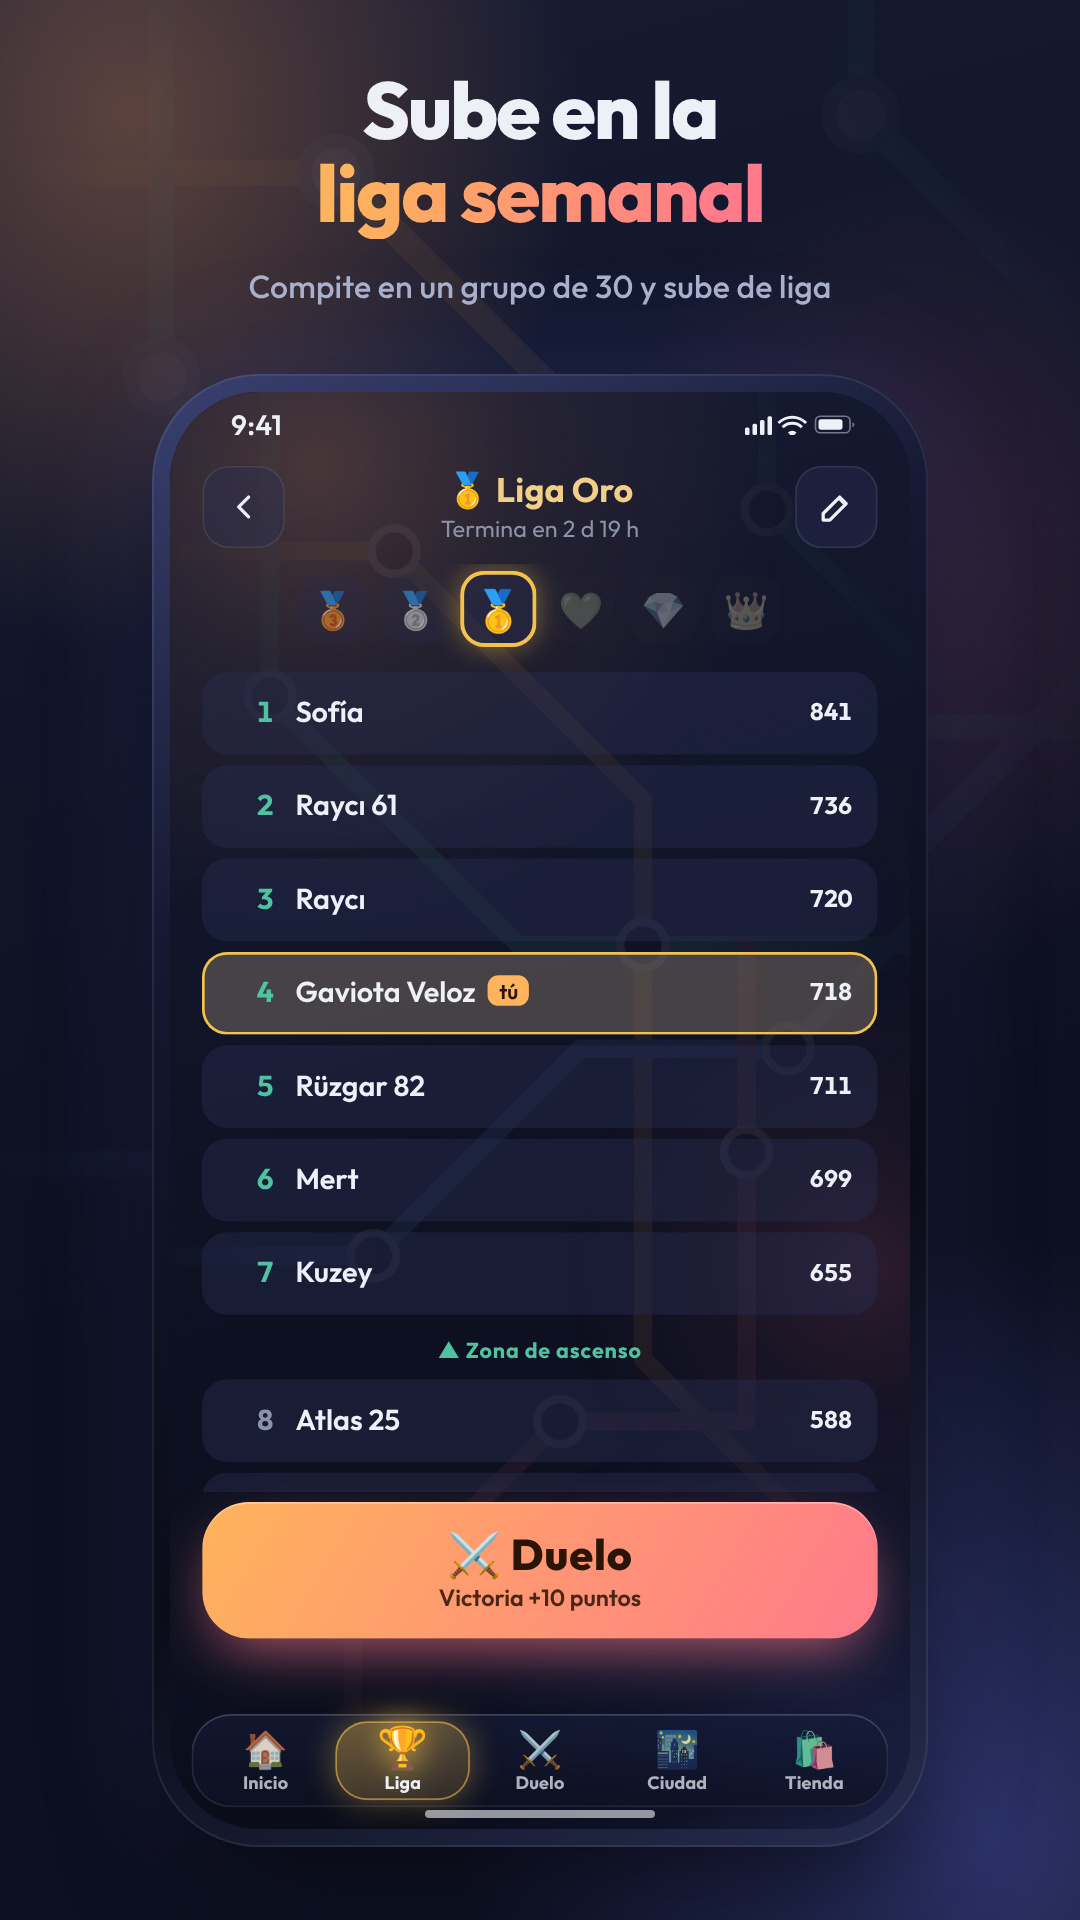 Sube en la
liga semanal
Compite en un grupo de 30 y sube de liga
9:41
Liga Oro
Termina en 2 d 19 h
1 Sofía 841
2 Raycı 61 736
3 Raycı 720
4 Gaviota Veloz tú 718
5 Rüzgar 82 711
6 Mert 699
7 Kuzey 655
▲ Zona de ascenso
8 Atlas 25 588
Duelo
Victoria +10 puntos
Inicio Liga Duelo Ciudad Tienda